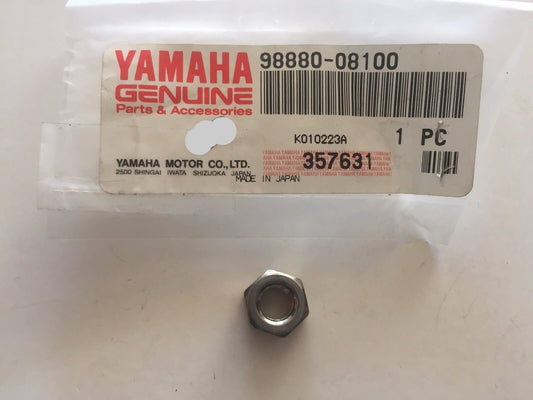 YAMAHA 98880-08100
GENUINE
Parts & Accessories
K010223A 1 PC
YAMAHA MOTOR CO.,LTD. 357631
2500 SHINGAI IWATA SHIZUOKA JAPAN
MADE IN JAPAN